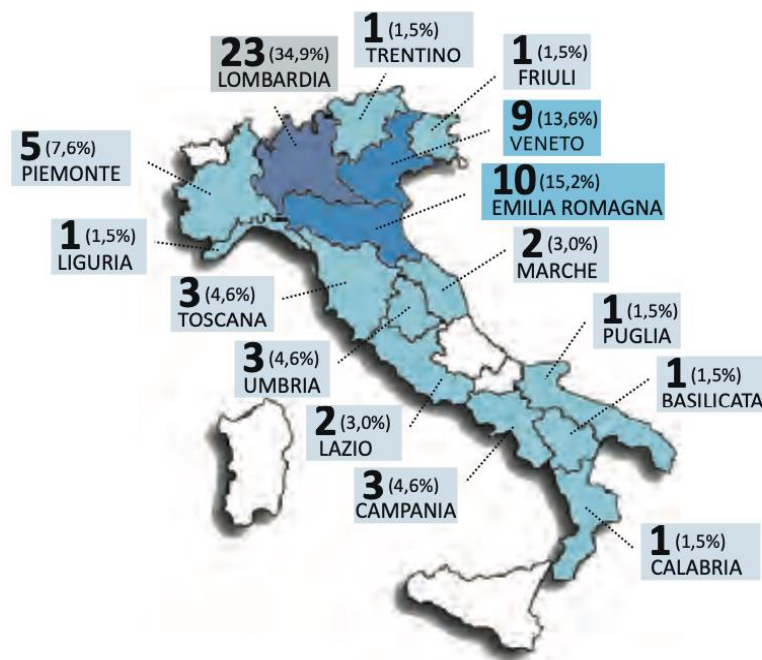 1 (1,5%)
TRENTINO
23 (34,9%)
LOMBARDIA
1 (1,5%)
FRIULI
9 (13,6%)
VENETO
5 (7,6%)
PIEMONTE
10 (15,2%)
EMILIA ROMAGNA
1 (1,5%)
LIGURIA
2 (3,0%)
MARCHE
3 (4,6%)
TOSCANA
1 (1,5%)
PUGLIA
3 (4,6%)
UMBRIA
1 (1,5%)
BASILICATA
2 (3,0%)
LAZIO
3 (4,6%)
CAMPANIA
1 (1,5%)
CALABRIA